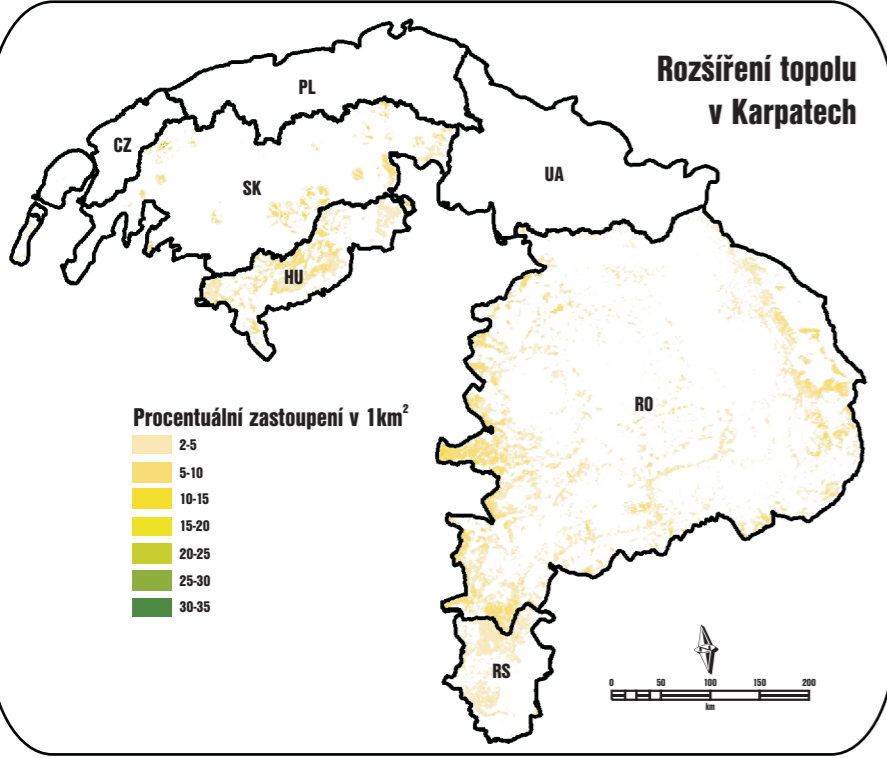 Rozšíření topolu
v Karpatech
PL
CZ
SK
UA
HU
RO
RS
Procentuální zastoupení v 1km²
2-5
5-10
10-15
15-20
20-25
25-30
30-35
0 50 100 150 200
km